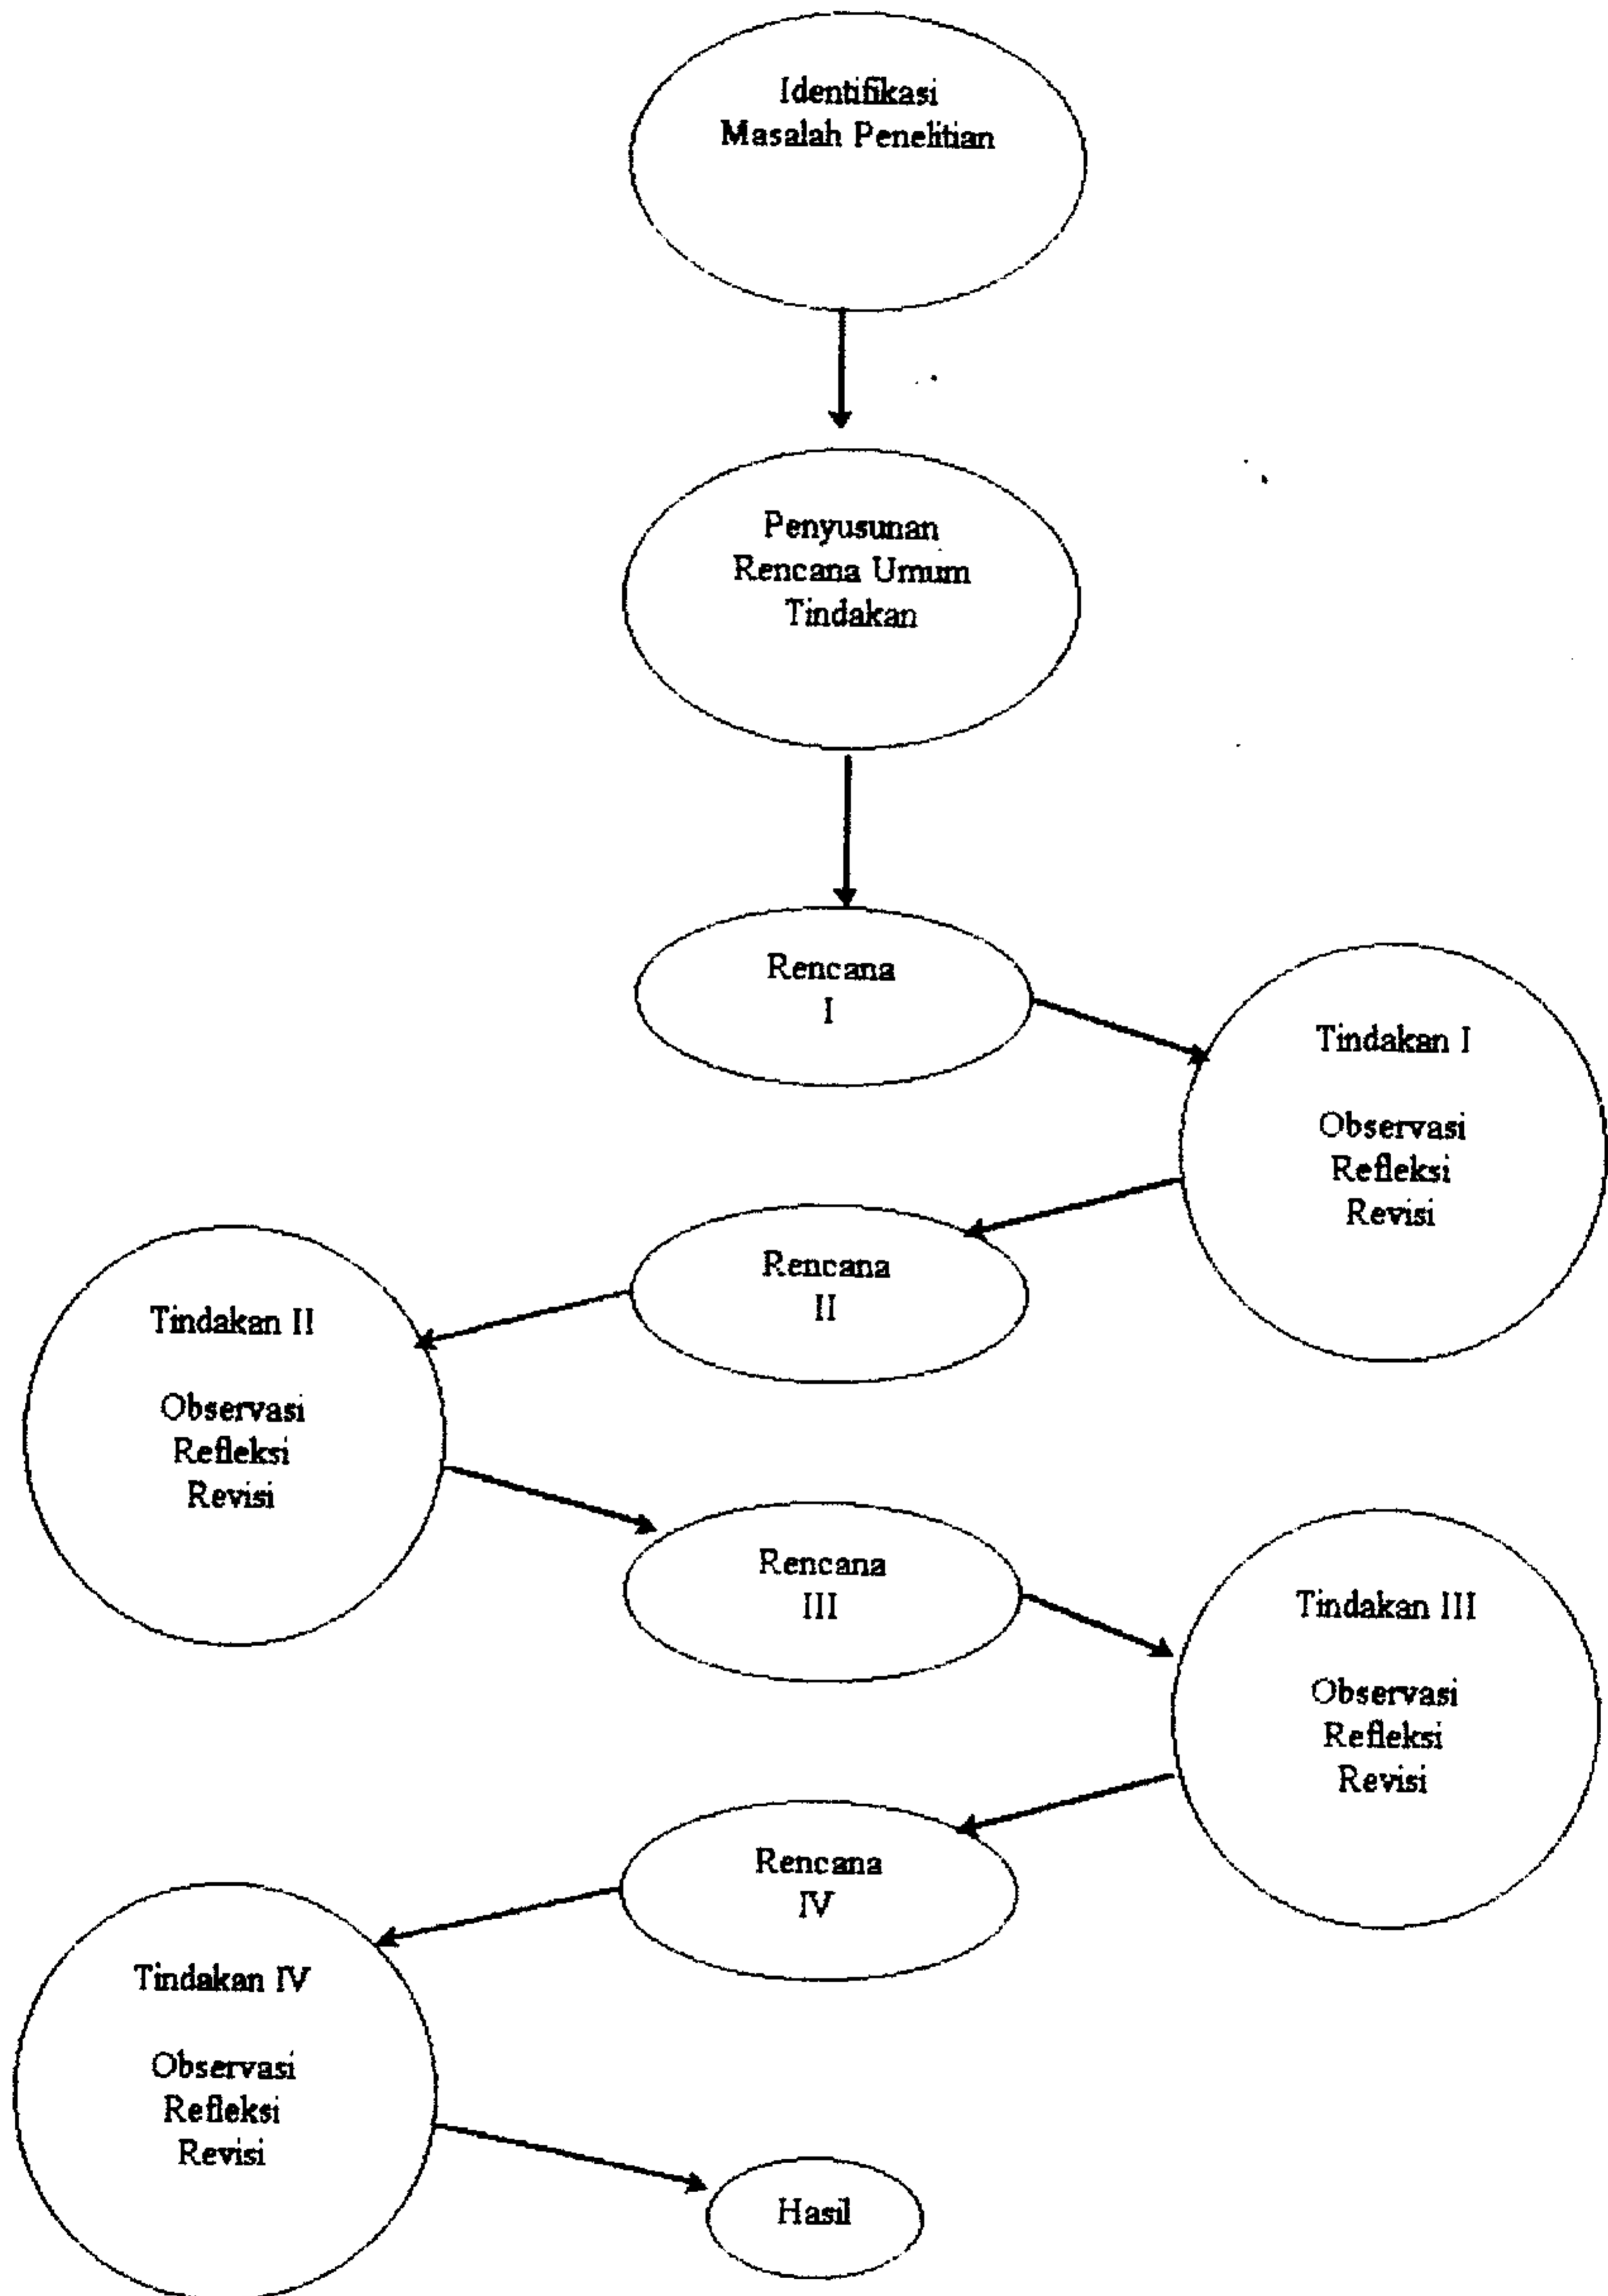 Identifikasi
Masalah Penelitian
Penyusunan
Rencana Umum
Tindakan
Rencana
I
Tindakan I
Observasi
Refleksi
Revisi
Rencana
II
Tindakan II
Observasi
Refleksi
Revisi
Rencana
III
Tindakan III
Observasi
Refleksi
Revisi
Rencana
IV
Tindakan IV
Observasi
Refleksi
Revisi
Hasil